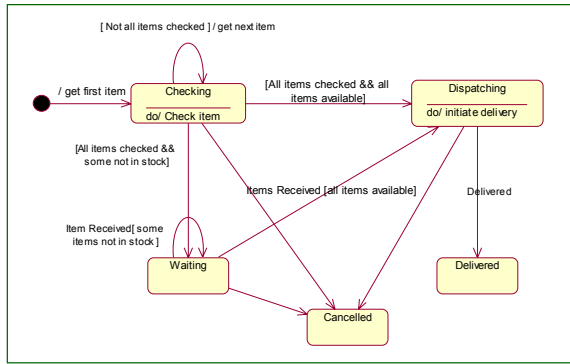 [ Not all items checked ] / get next item
/ get first item
Checking
do/ Check item
[All items checked && all
items available]
Dispatching
do/ initiate delivery
[All items checked &&
some not in stock]
Items Received [all items available]
Delivered
Item Received[ some
items not in stock ]
Waiting
Delivered
Cancelled